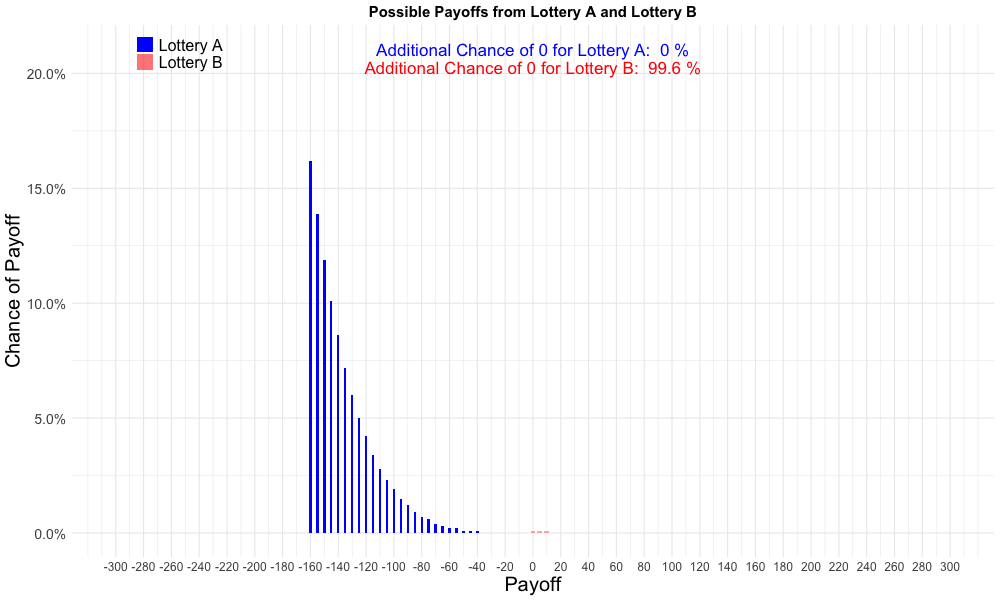 Possible Payoffs from Lottery A and Lottery B
Lottery A
Lottery B
Additional Chance of 0 for Lottery A:  0 %
Additional Chance of 0 for Lottery B:  99.6 %
Chance of Payoff
20.0%
15.0%
10.0%
5.0%
0.0%
-300 -280 -260 -240 -220 -200 -180 -160 -140 -120 -100 -80 -60 -40 -20 0 20 40 60 80 100 120 140 160 180 200 220 240 260 280 300
Payoff